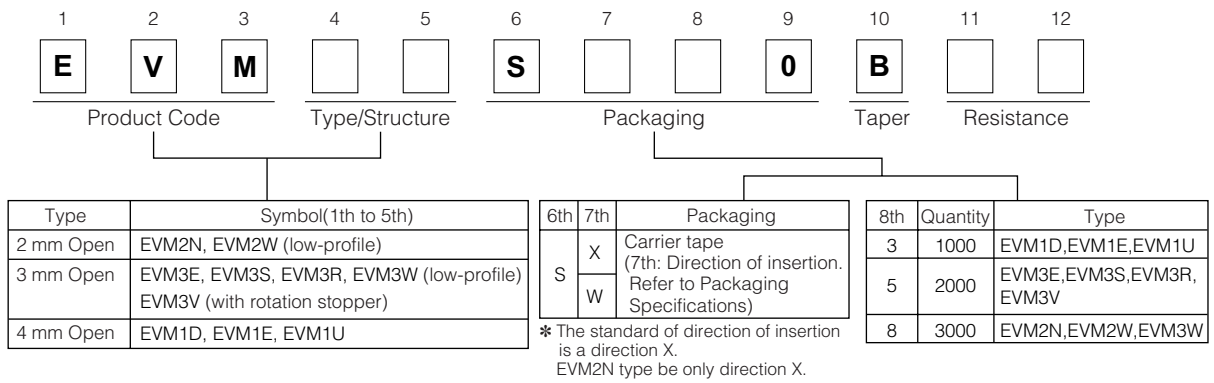 1 2 3 4 5 6 7 8 9 10 11 12
E V M S 0 B
Product Code Type/Structure Packaging Taper Resistance
Type Symbol(1th to 5th)
2 mm Open EVM2N, EVM2W (low-profile)
3 mm Open EVM3E, EVM3S, EVM3R, EVM3W (low-profile)
EVM3V (with rotation stopper)
4 mm Open EVM1D, EVM1E, EVM1U
6th 7th Packaging
S X W Carrier tape
(7th: Direction of insertion.
Refer to Packaging
Specifications)
✻ The standard of direction of insertion
is a direction X.
EVM2N type be only direction X.
8th Quantity Type
3 1000 EVM1D,EVM1E,EVM1U
5 2000 EVM3E,EVM3S,EVM3R,
EVM3V
8 3000 EVM2N,EVM2W,EVM3W